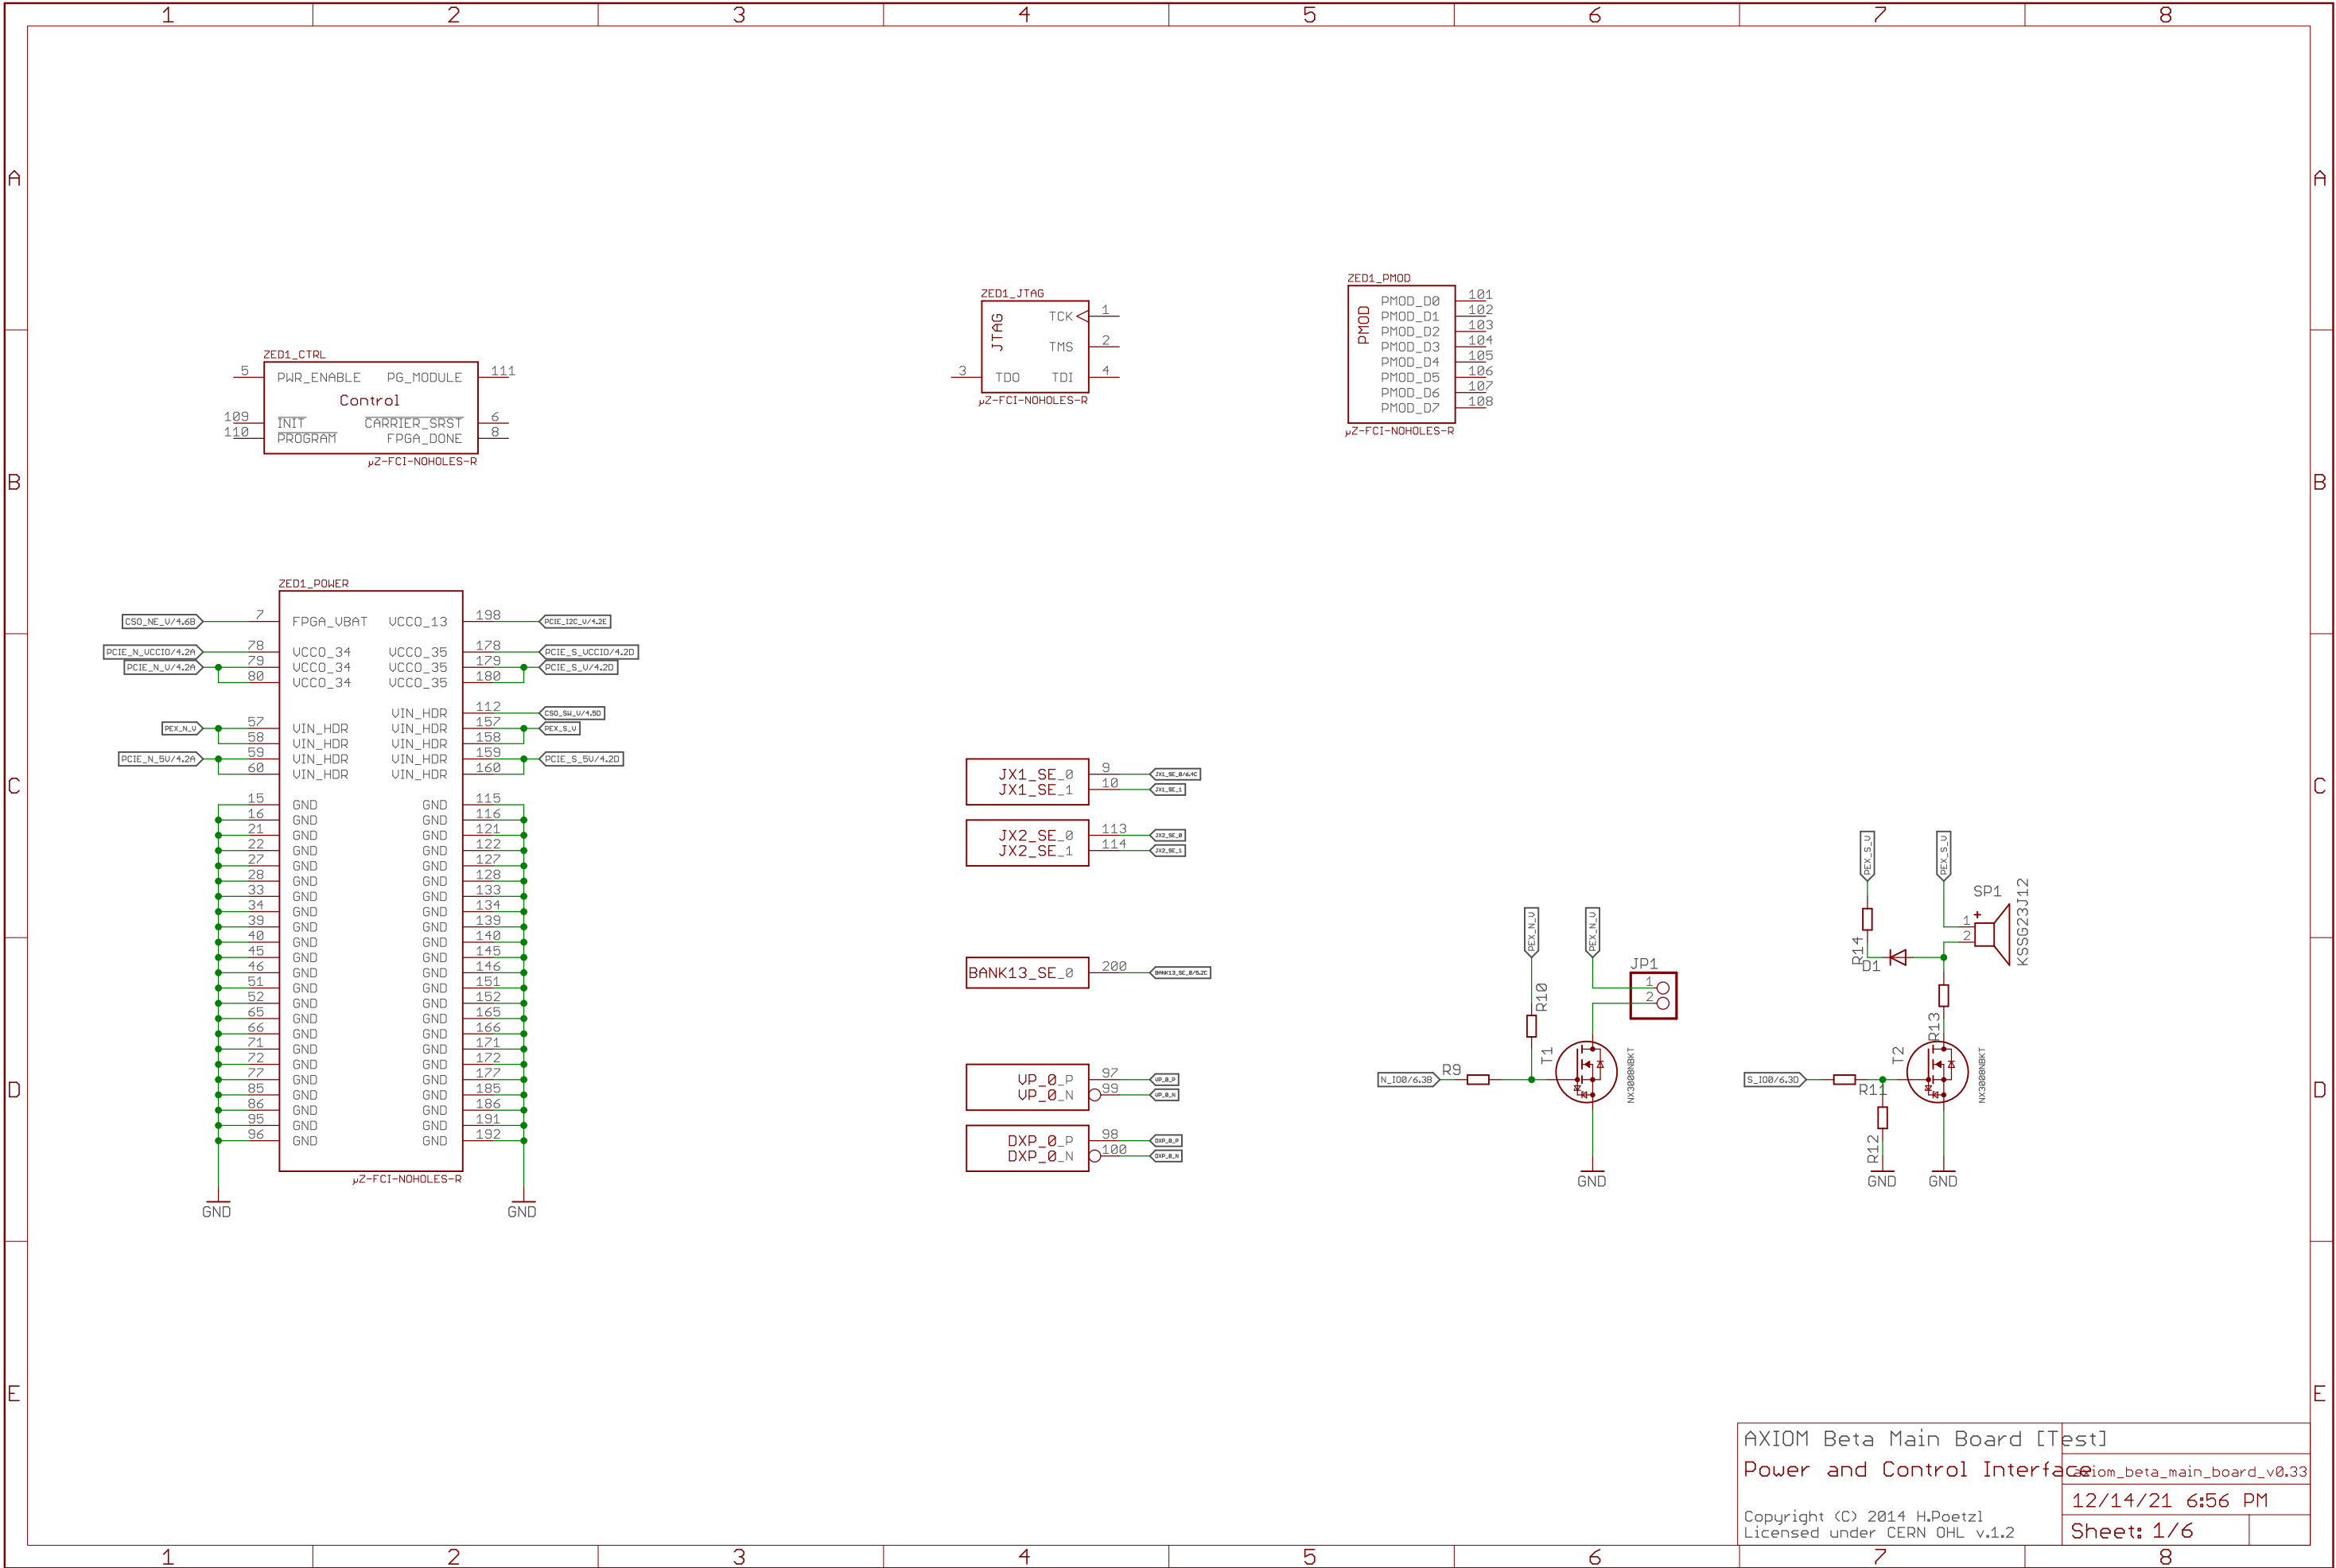 1 2 3 4 5 6 7 8
A A
ZED1_JTAG
JTAG
TCK 1
TMS 2
3 TDO TDI 4
µZ-FCI-NOHOLES-R
ZED1_PMOD
PMOD
PMOD_D0 101
PMOD_D1 102
PMOD_D2 103
PMOD_D3 104
PMOD_D4 105
PMOD_D5 106
PMOD_D6 107
PMOD_D7 108
µZ-FCI-NOHOLES-R
ZED1_CTRL
5 PWR_ENABLE PG_MODULE 111
Control
109 INIT CARRIER_SRST 6
110 PROGRAM FPGA_DONE 8
µZ-FCI-NOHOLES-R
B B
ZED1_POWER
CSO_NE_V/4.6B 7 FPGA_VBAT VCCO_13 198 PCIE_I2C_V/4.2E
PCIE_N_VCCIO/4.2A 78 VCCO_34 VCCO_35 178 PCIE_S_VCCIO/4.2D
PCIE_N_V/4.2A 79 VCCO_34 VCCO_35 179 PCIE_S_V/4.2D
80 VCCO_34 VCCO_35 180
VIN_HDR 112 CSO_SW_V/4.5D
PEX_N_V 57 VIN_HDR VIN_HDR 157 PEX_S_V
58 VIN_HDR VIN_HDR 158
PCIE_N_5V/4.2A 59 VIN_HDR VIN_HDR 159 PCIE_S_5V/4.2D
60 VIN_HDR VIN_HDR 160
15 GND GND 115
16 GND GND 116
21 GND GND 121
22 GND GND 122
27 GND GND 127
28 GND GND 128
33 GND GND 133
34 GND GND 134
39 GND GND 139
40 GND GND 140
45 GND GND 145
46 GND GND 146
51 GND GND 151
52 GND GND 152
65 GND GND 165
66 GND GND 166
71 GND GND 171
72 GND GND 172
77 GND GND 177
85 GND GND 185
86 GND GND 186
95 GND GND 191
96 GND GND 192
µZ-FCI-NOHOLES-R
GND GND
C C
JX1_SE_0 9 JX1_SE_0/6.4C
JX1_SE_1 10 JX1_SE_1
JX2_SE_0 113 JX2_SE_0
JX2_SE_1 114 JX2_SE_1
BANK13_SE_0 200 BANK13_SE_0/5.2C
VP_0_P 97 VP_0_P
VP_0_N 99 VP_0_N
DXP_0_P 98 DXP_0_P
DXP_0_N 100 DXP_0_N
PEX_N_V PEX_N_V
JP1
1
2
R10
T1
N_IO0/6.3B R9
NX3008NBKT
GND
PEX_S_V PEX_S_V
SP1
+
1
2
KSSG23J12
R14
D1
R13
T2
S_IO0/6.3D R11
NX3008NBKT
R12
GND GND
D D
E E
AXIOM Beta Main Board [Test]
Power and Control Interface
axiom_beta_main_board_v0.33
12/14/21 6:56 PM
Copyright (C) 2014 H.Poetzl
Licensed under CERN OHL v.1.2
Sheet: 1/6
1 2 3 4 5 6 7 8